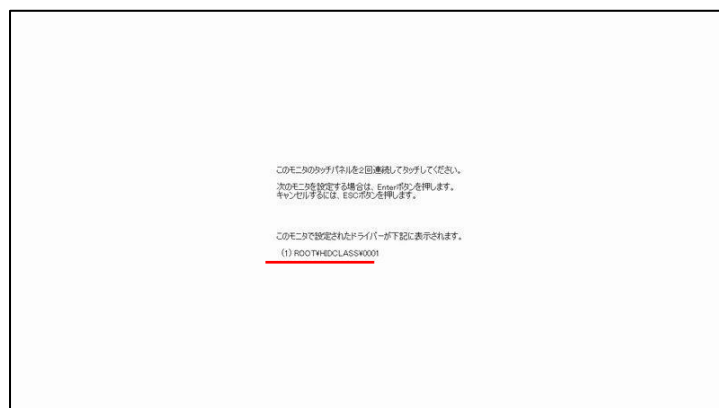 このモニタのタッチパネルを2回連続してタッチしてください。
次のモニタを設定する場合は、Enterボタンを押します。
キャンセルするには、ESCボタンを押します。
このモニタで設定されたドライバーが下記に表示されます。
(1) ROOT¥HIDCLASS¥0001